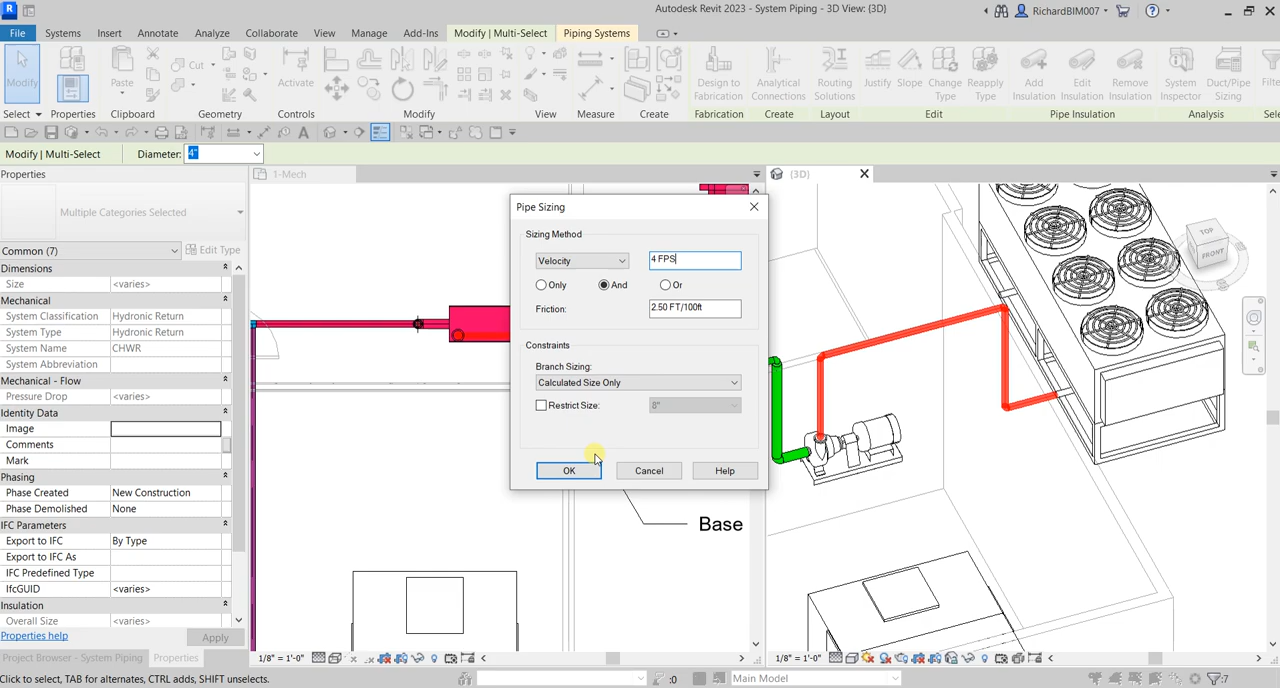 Autodesk Revit 2023 - System Piping - 3D View: {3D}
RichardBIM007
File Systems Insert Annotate Analyze Collaborate View Manage Add-Ins Modify | Multi-Select Piping Systems
Modify
Paste
Cut
Activate
Design to Fabrication
Analytical Connections
Routing Solutions
Justify
Slope
Change Type
Reapply Type
Add Insulation
Edit Insulation
Remove Insulation
System Inspector
Duct/Pipe Sizing
Filte
Select Properties Clipboard Geometry Controls Modify View Measure Create Fabrication Create Layout Edit Pipe Insulation Analysis Sele
Modify | Multi-Select Diameter: 4"
Properties
1-Mech
{3D}
Multiple Categories Selected
Common (7) Edit Type
Dimensions
Size <varies>
Mechanical
System Classification Hydronic Return
System Type Hydronic Return
System Name CHWR
System Abbreviation
Mechanical - Flow
Pressure Drop <varies>
Identity Data
Image
Comments
Mark
Phasing
Phase Created New Construction
Phase Demolished None
IFC Parameters
Export to IFC By Type
Export to IFC As
IFC Predefined Type
IfcGUID <varies>
Insulation
Overall Size <varies>
Properties help Apply
Project Browser - System Piping Properties
Pipe Sizing
Sizing Method
Velocity 4 FPS
Only And Or
Friction: 2.50 FT/100ft
Constraints
Branch Sizing:
Calculated Size Only
Restrict Size: 8"
OK Cancel Help
Base
TOP
FRONT
1/8" = 1'-0"
1/8" = 1'-0"
Click to select, TAB for alternates, CTRL adds, SHIFT unselects.
:0
Main Model
:7